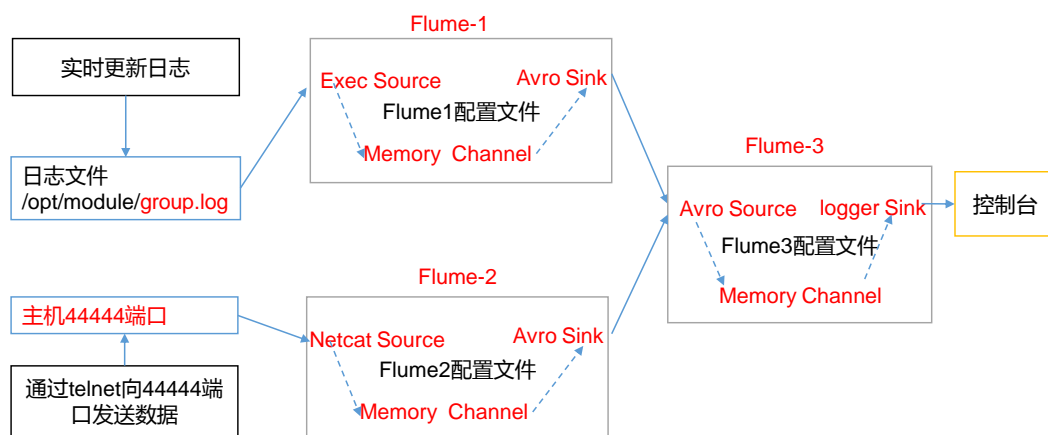 Flume-1
实时更新日志
Exec Source
Avro Sink
Flume1配置文件
Memory Channel
日志文件
/opt/module/group.log
Flume-3
Avro Source
logger Sink
Flume3配置文件
Memory Channel
控制台
Flume-2
主机44444端口
Netcat Source
Avro Sink
Flume2配置文件
Memory Channel
通过telnet向44444端
口发送数据